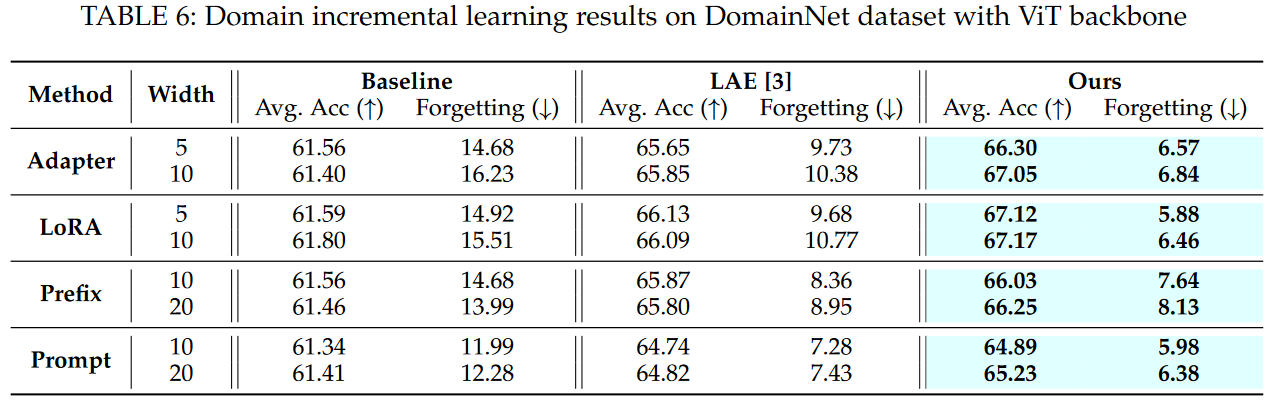 TABLE 6: Domain incremental learning results on DomainNet dataset with ViT backbone
Method Width Baseline LAE [3] Ours
Avg. Acc (↑) Forgetting (↓) Avg. Acc (↑) Forgetting (↓) Avg. Acc (↑) Forgetting (↓)
Adapter 5 61.56 14.68 65.65 9.73 66.30 6.57
10 61.40 16.23 65.85 10.38 67.05 6.84
LoRA 5 61.59 14.92 66.13 9.68 67.12 5.88
10 61.80 15.51 66.09 10.77 67.17 6.46
Prefix 10 61.56 14.68 65.87 8.36 66.03 7.64
20 61.46 13.99 65.80 8.95 66.25 8.13
Prompt 10 61.34 11.99 64.74 7.28 64.89 5.98
20 61.41 12.28 64.82 7.43 65.23 6.38